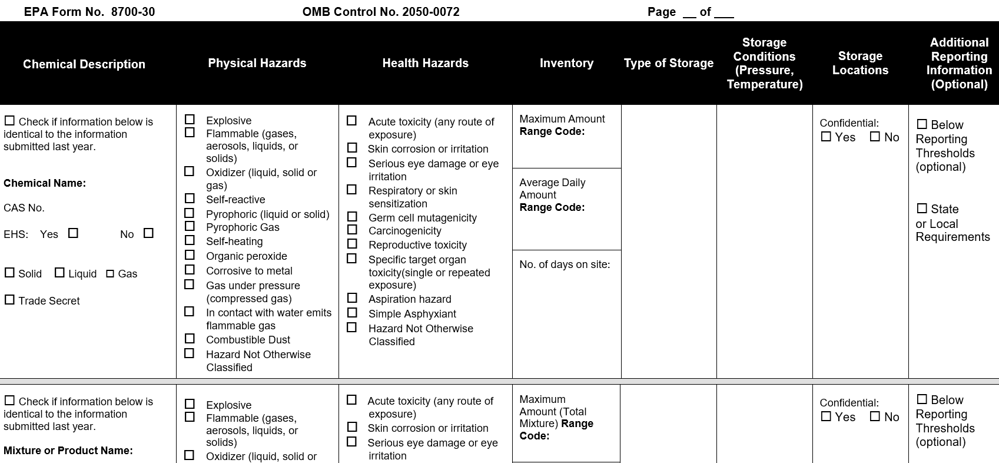 EPA Form No. 8700-30 OMB Control No. 2050-0072 Page __ of ___
Chemical Description
Physical Hazards
Health Hazards
Inventory
Type of Storage
Storage
Conditions
(Pressure,
Temperature)
Storage
Locations
Additional
Reporting
Information
(Optional)
☐ Check if information below is
identical to the information
submitted last year.
Chemical Name:
CAS No.
EHS: Yes ☐ No ☐
☐ Solid ☐ Liquid ☐ Gas
☐ Trade Secret
☐ Explosive
☐ Flammable (gases,
aerosols, liquids, or
solids)
☐ Oxidizer (liquid, solid or
gas)
☐ Self-reactive
☐ Pyrophoric (liquid or solid)
☐ Pyrophoric Gas
☐ Self-heating
☐ Organic peroxide
☐ Corrosive to metal
☐ Gas under pressure
(compressed gas)
☐ In contact with water emits
flammable gas
☐ Combustible Dust
☐ Hazard Not Otherwise
Classified
☐ Acute toxicity (any route of
exposure)
☐ Skin corrosion or irritation
☐ Serious eye damage or eye
irritation
☐ Respiratory or skin
sensitization
☐ Germ cell mutagenicity
☐ Carcinogenicity
☐ Reproductive toxicity
☐ Specific target organ
toxicity(single or repeated
exposure)
☐ Aspiration hazard
☐ Simple Asphyxiant
☐ Hazard Not Otherwise
Classified
Maximum Amount
Range Code:
Average Daily
Amount
Range Code:
No. of days on site:
Confidential:
☐ Yes ☐ No
☐ Below
Reporting
Thresholds
(optional)
☐ State
or Local
Requirements
☐ Check if information below is
identical to the information
submitted last year.
Mixture or Product Name:
☐ Explosive
☐ Flammable (gases,
aerosols, liquids, or
solids)
☐ Oxidizer (liquid, solid or
☐ Acute toxicity (any route of
exposure)
☐ Skin corrosion or irritation
☐ Serious eye damage or eye
irritation
Maximum
Amount (Total
Mixture) Range
Code:
Confidential:
☐ Yes ☐ No
☐ Below
Reporting
Thresholds
(optional)